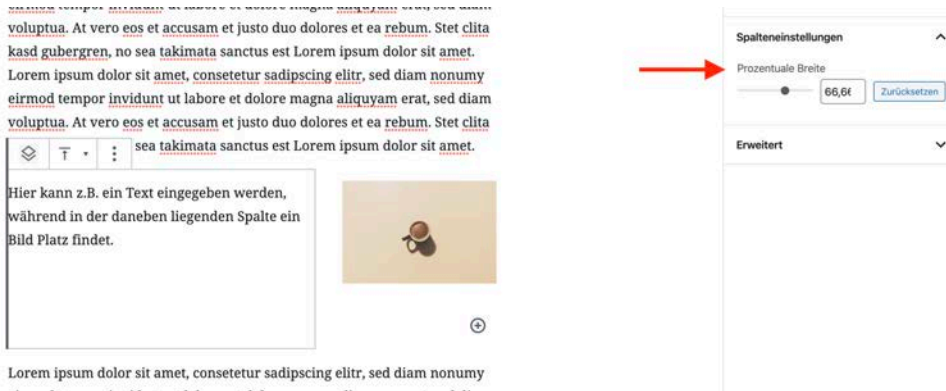 voluptua. At vero eos et accusam et justo duo dolores et ea rebum. Stet clita
kasd gubergren, no sea takimata sanctus est Lorem ipsum dolor sit amet.
Lorem ipsum dolor sit amet, consetetur sadipscing elitr, sed diam nonumy
eirmod tempor invidunt ut labore et dolore magna aliquyam erat, sed diam
voluptua. At vero eos et accusam et justo duo dolores et ea rebum. Stet clita
sea takimata sanctus est Lorem ipsum dolor sit amet.
Hier kann z.B. ein Text eingegeben werden,
während in der daneben liegenden Spalte ein
Bild Platz findet.
Lorem ipsum dolor sit amet, consetetur sadipscing elitr, sed diam nonumy
Spalteneinstellungen
Prozentuale Breite
66,6
Zurücksetzen
Erweitert